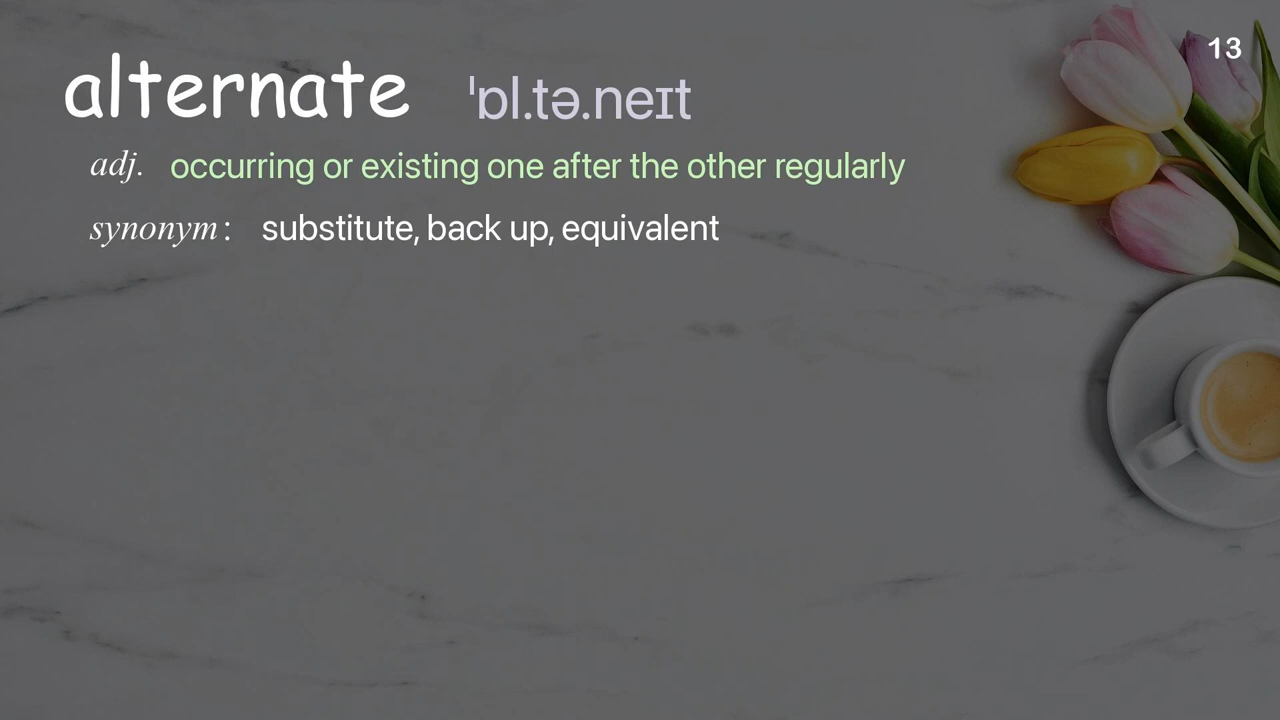 13
alternate ˈɒl.tə.neɪt
adj. occurring or existing one after the other regularly
synonym: substitute, back up, equivalent